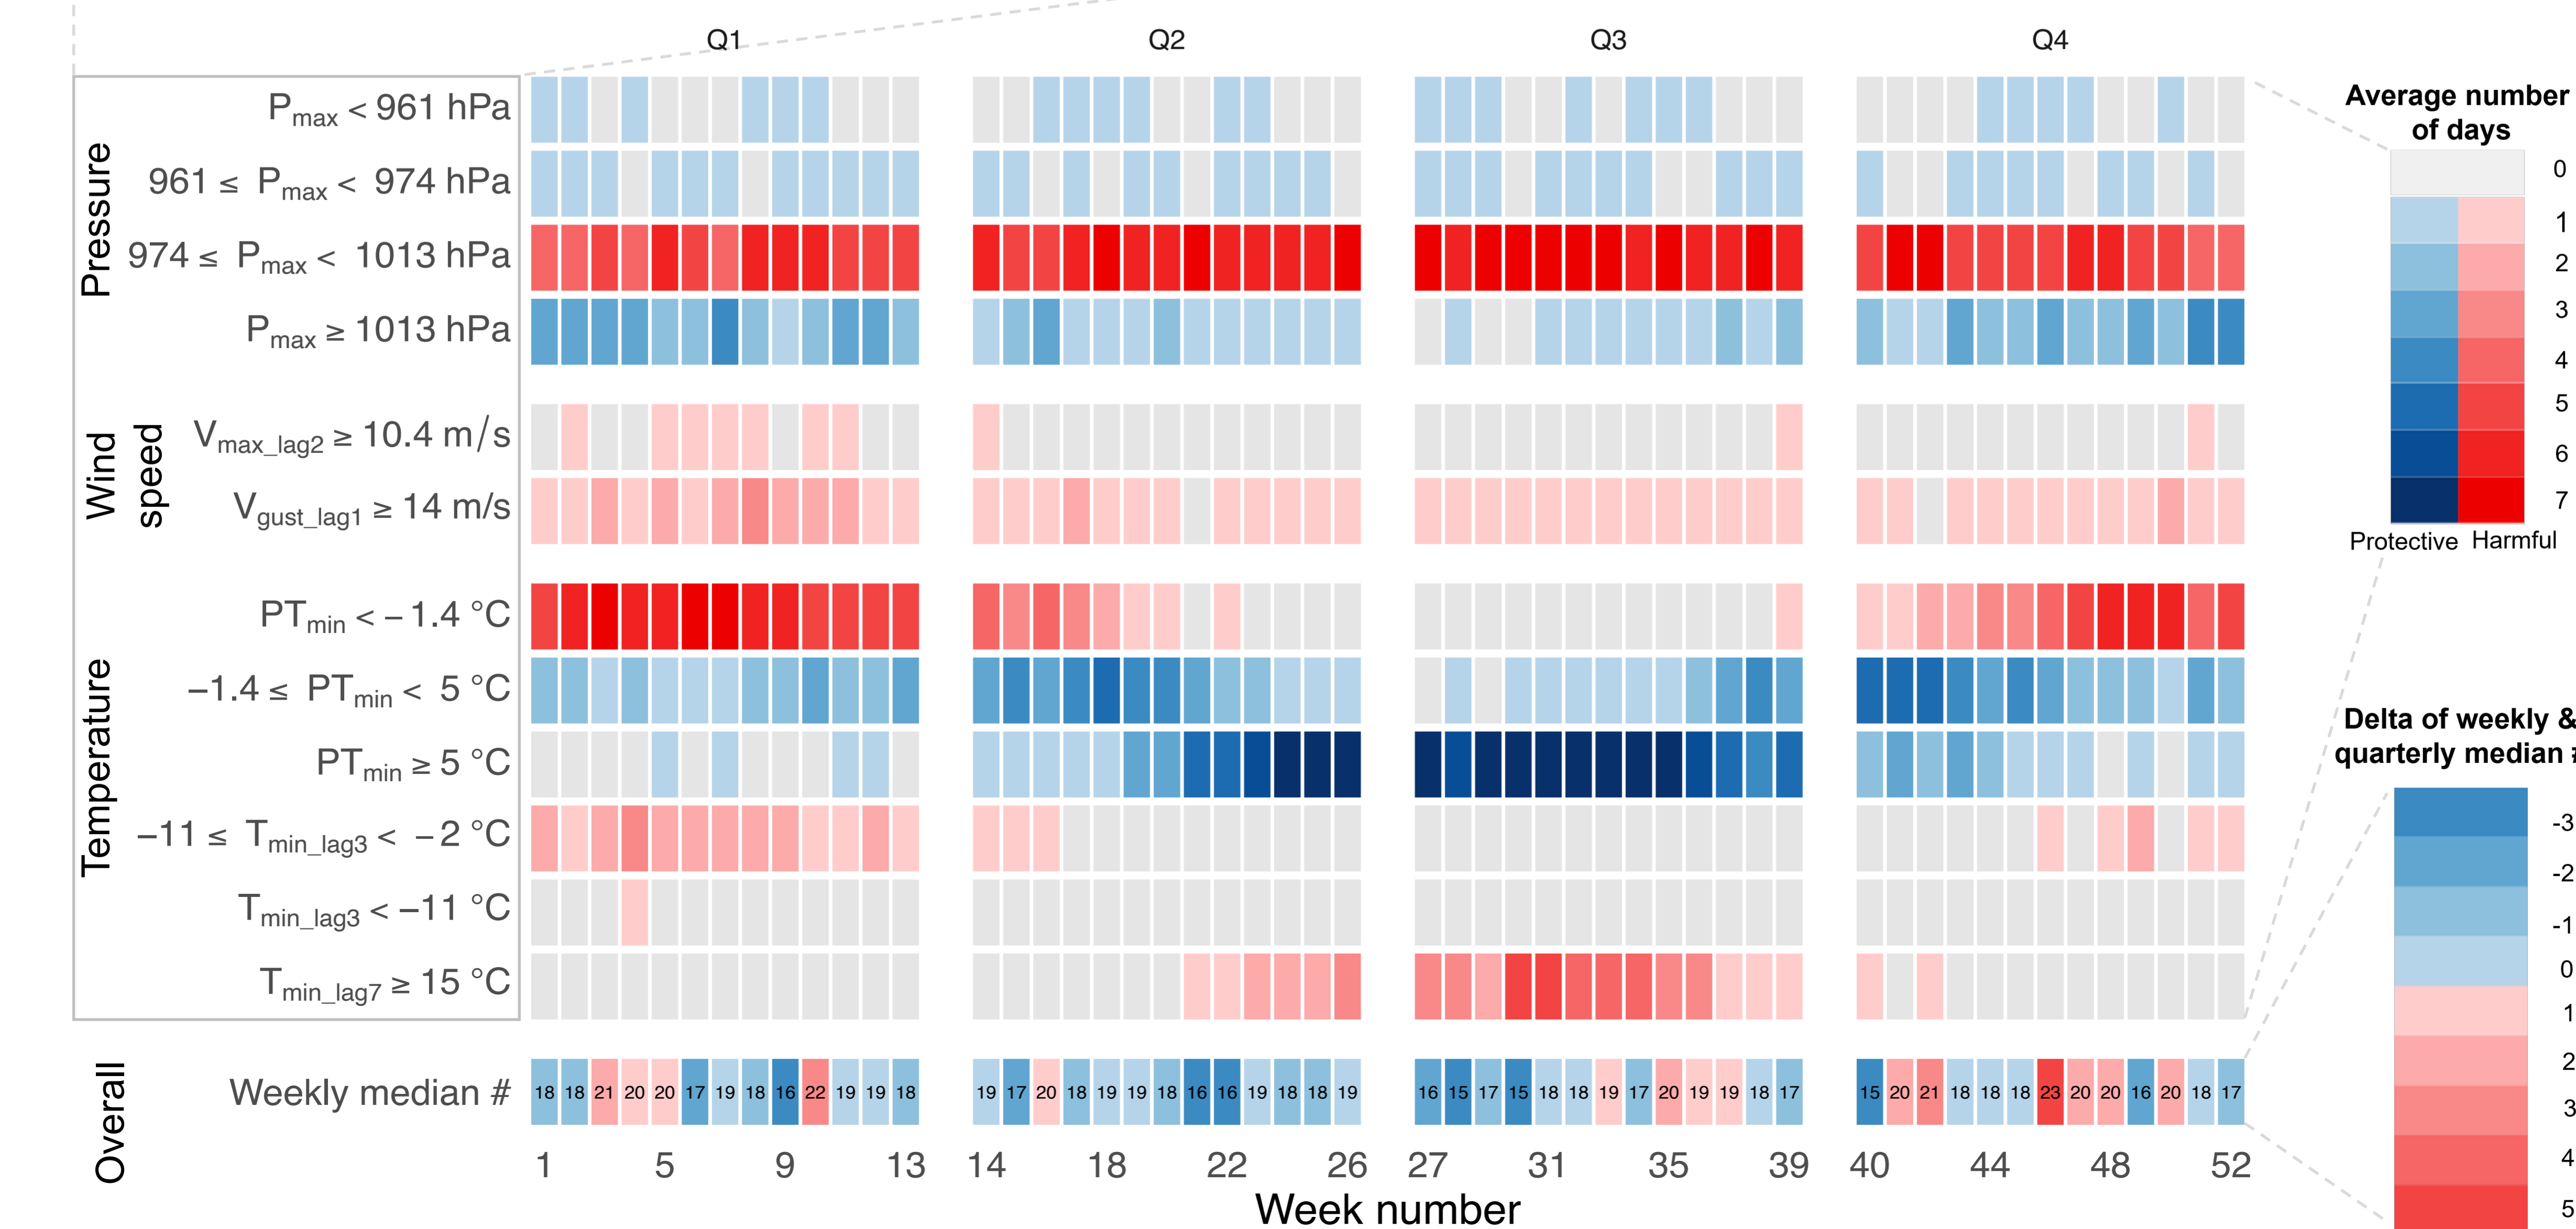 Q1 Q2 Q3 Q4
Pressure
Pmax < 961 hPa
961 ≤ Pmax < 974 hPa
974 ≤ Pmax < 1013 hPa
Pmax ≥ 1013 hPa
Wind
speed
Vmax_lag2 ≥ 10.4 m/s
Vgust_lag1 ≥ 14 m/s
Temperature
PTmin < −1.4 °C
−1.4 ≤ PTmin < 5 °C
PTmin ≥ 5 °C
−11 ≤ Tmin_lag3 < −2 °C
Tmin_lag3 < −11 °C
Tmin_lag7 ≥ 15 °C
Overall
Weekly median # 18 18 21 20 20 17 19 18 16 22 19 19 18 19 17 20 18 19 19 18 16 16 19 18 18 19 16 15 17 15 18 18 19 17 20 19 19 18 17 15 20 21 18 18 18 23 20 20 16 20 18 17
1 5 9 13 14 18 22 26 27 31 35 39 40 44 48 52
Week number
Average number
of days
0
1
2
3
4
5
6
7
Protective Harmful
Delta of weekly &
quarterly median #
-3
-2
-1
0
1
2
3
4
5